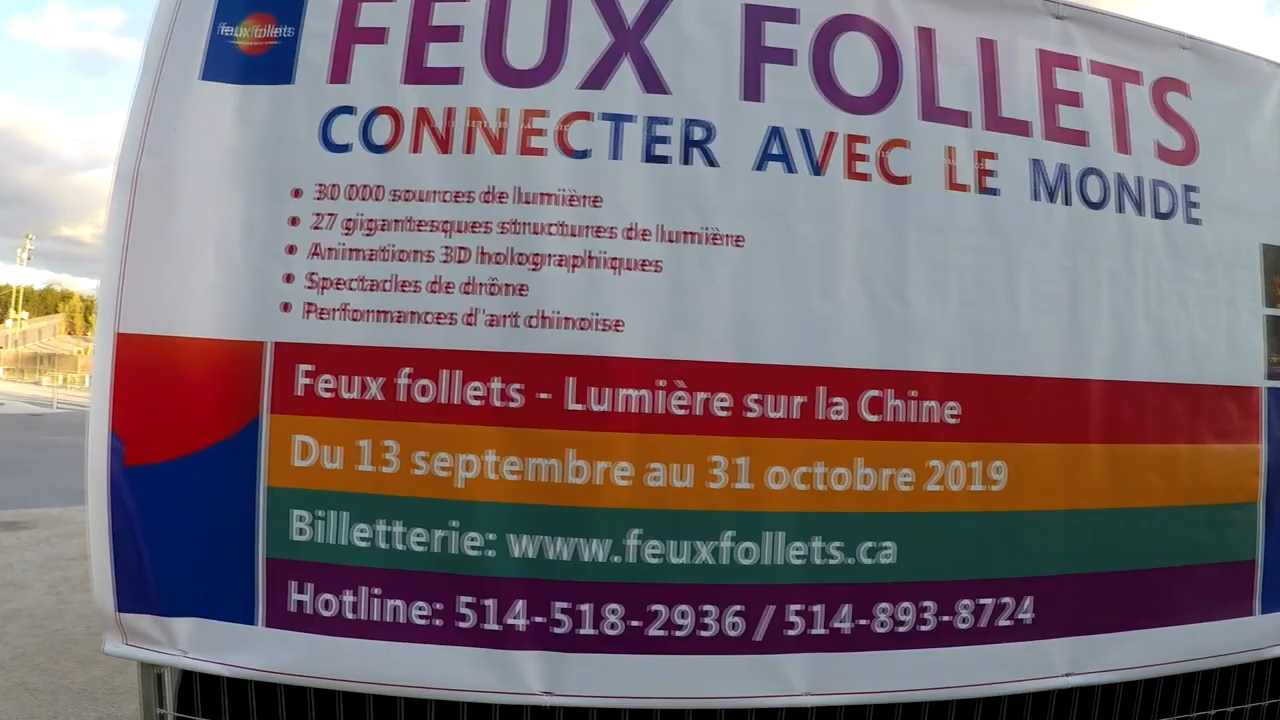 feux follets
FEUX FOLLETS
CONNECTER AVEC LE MONDE
• 30 000 sources de lumière
• 27 gigantesques structures de lumière
• Animations 3D holographiques
• Spectacles de drône
• Performances d'art chinoise
Feux follets - Lumière sur la Chine
Du 13 septembre au 31 octobre 2019
Billetterie: www.feuxfollets.ca
Hotline: 514-518-2936 / 514-893-8724